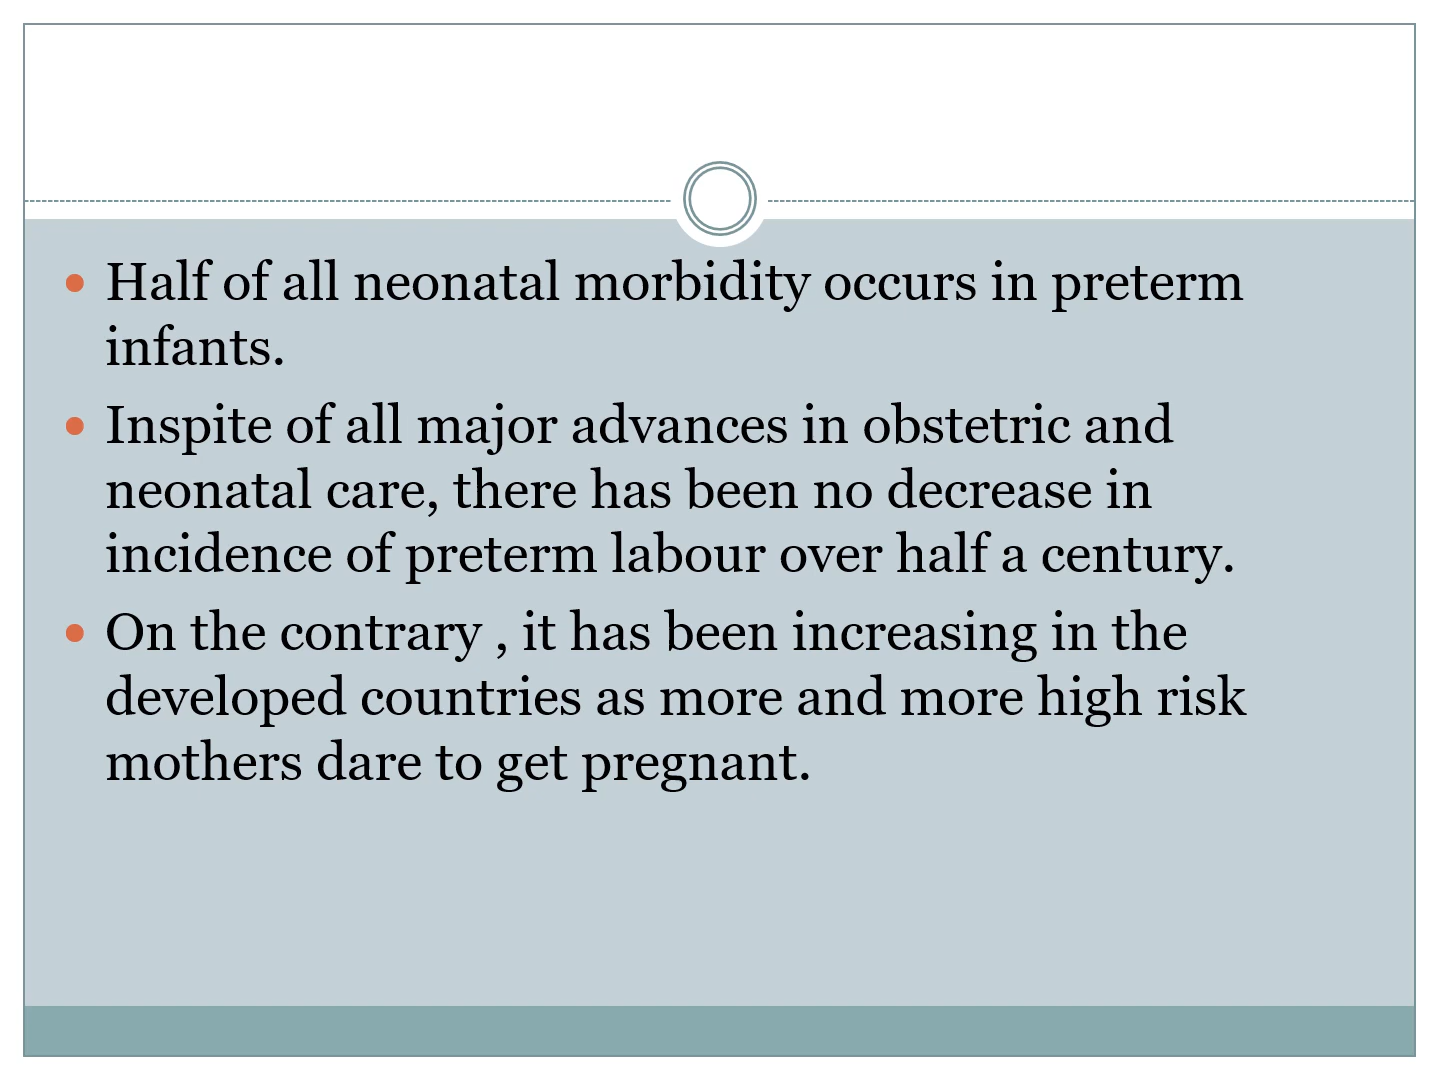 • Half of all neonatal morbidity occurs in preterm
infants.
• Inspite of all major advances in obstetric and
neonatal care, there has been no decrease in
incidence of preterm labour over half a century.
• On the contrary , it has been increasing in the
developed countries as more and more high risk
mothers dare to get pregnant.